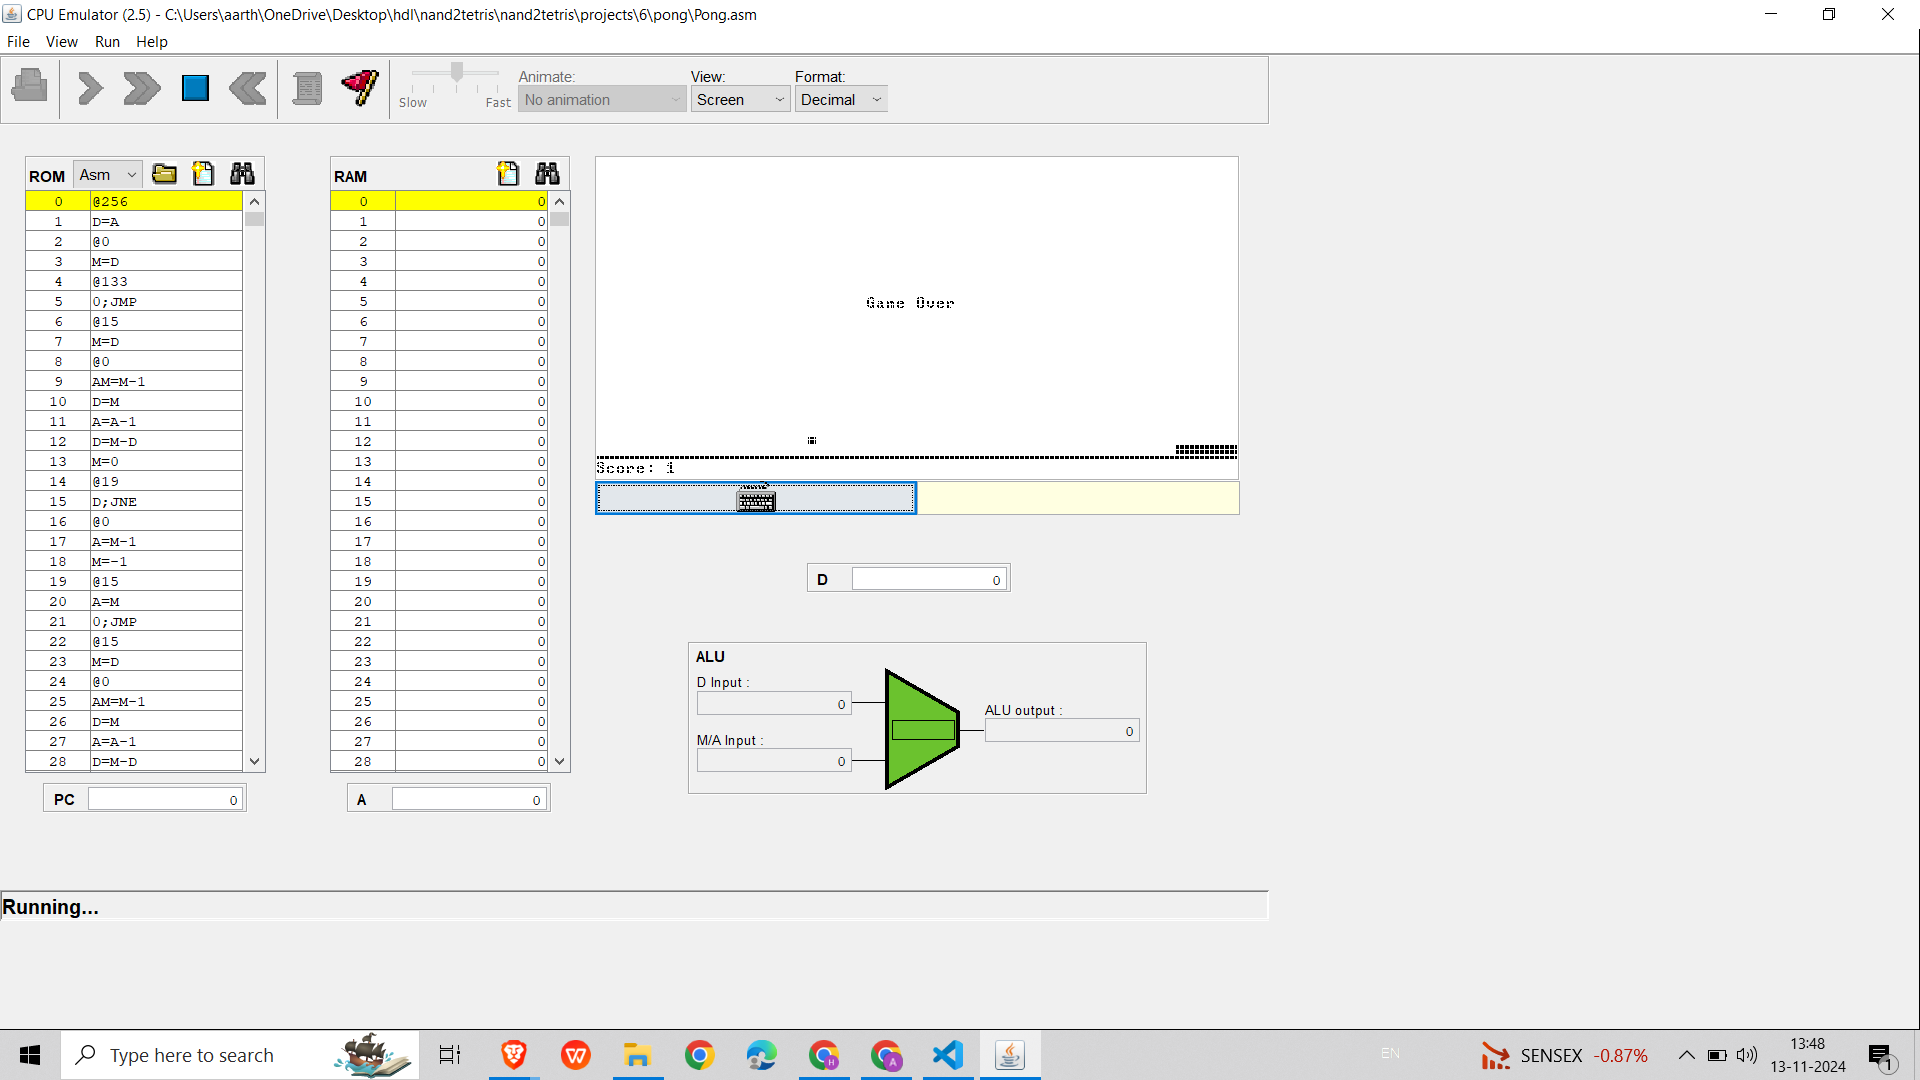 CPU Emulator (2.5) - C:\Users\aarth\OneDrive\Desktop\hdl\nand2tetris\nand2tetris\projects\6\pong\Pong.asm
File View Run Help
Slow Fast
Animate:
No animation
View:
Screen
Format:
Decimal
ROM Asm
0 @256
1 D=A
2 @0
3 M=D
4 @133
5 0;JMP
6 @15
7 M=D
8 @0
9 AM=M-1
10 D=M
11 A=A-1
12 D=M-D
13 M=0
14 @19
15 D;JNE
16 @0
17 A=M-1
18 M=-1
19 @15
20 A=M
21 0;JMP
22 @15
23 M=D
24 @0
25 AM=M-1
26 D=M
27 A=A-1
28 D=M-D
PC 0
RAM
0 0
1 0
2 0
3 0
4 0
5 0
6 0
7 0
8 0
9 0
10 0
11 0
12 0
13 0
14 0
15 0
16 0
17 0
18 0
19 0
20 0
21 0
22 0
23 0
24 0
25 0
26 0
27 0
28 0
A 0
Game Over
Score: 1
D 0
ALU
D Input :
0
M/A Input :
0
ALU output :
0
Running...
Type here to search
EN
SENSEX -0.87%
13:48
13-11-2024
1